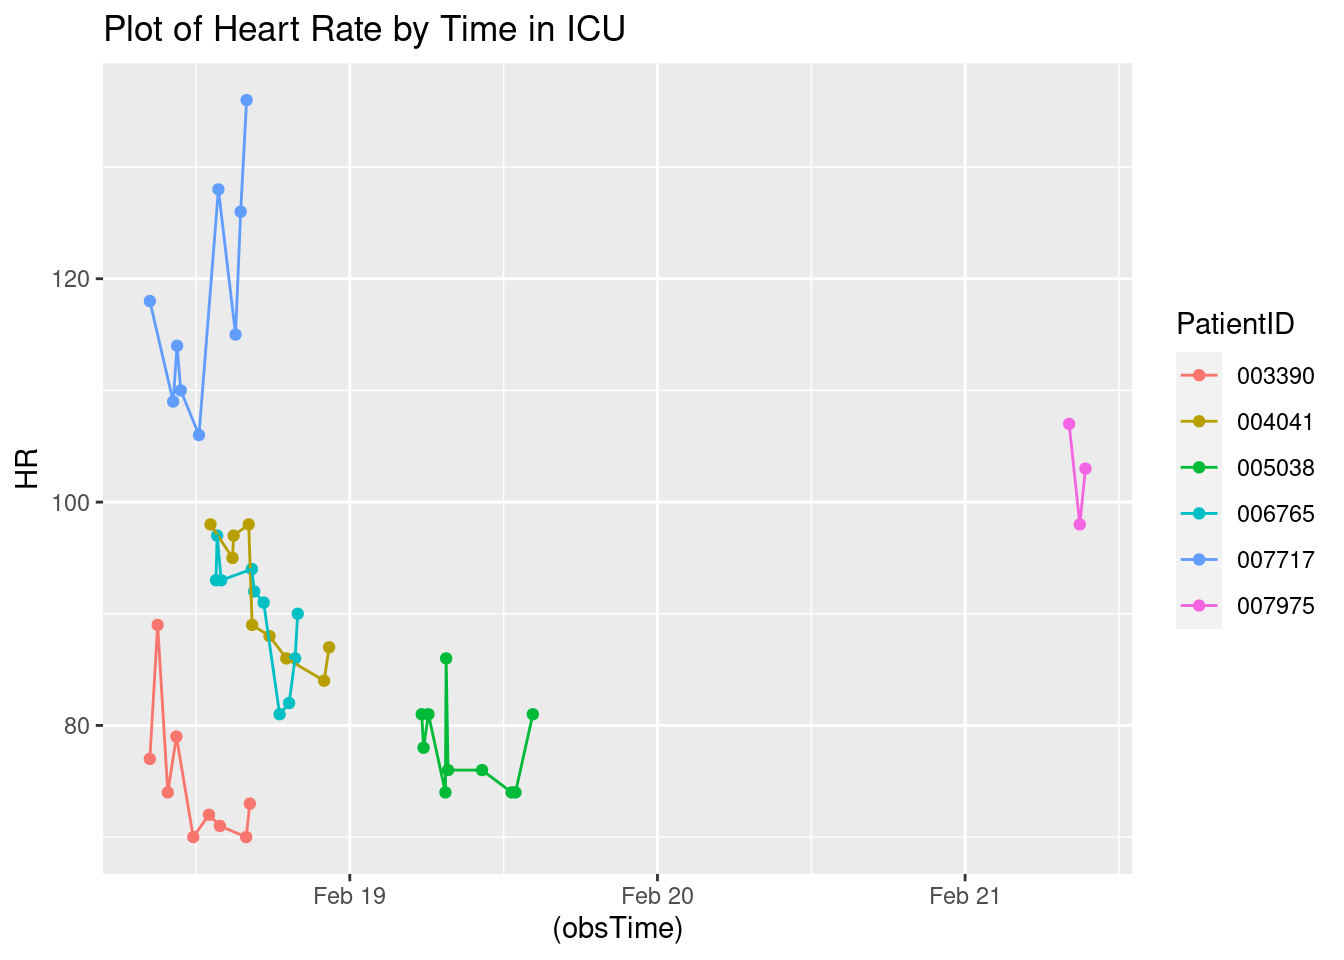 Plot of Heart Rate by Time in ICU
HR
120
100
80
Feb 19
Feb 20
Feb 21
(obsTime)
PatientID
003390
004041
005038
006765
007717
007975